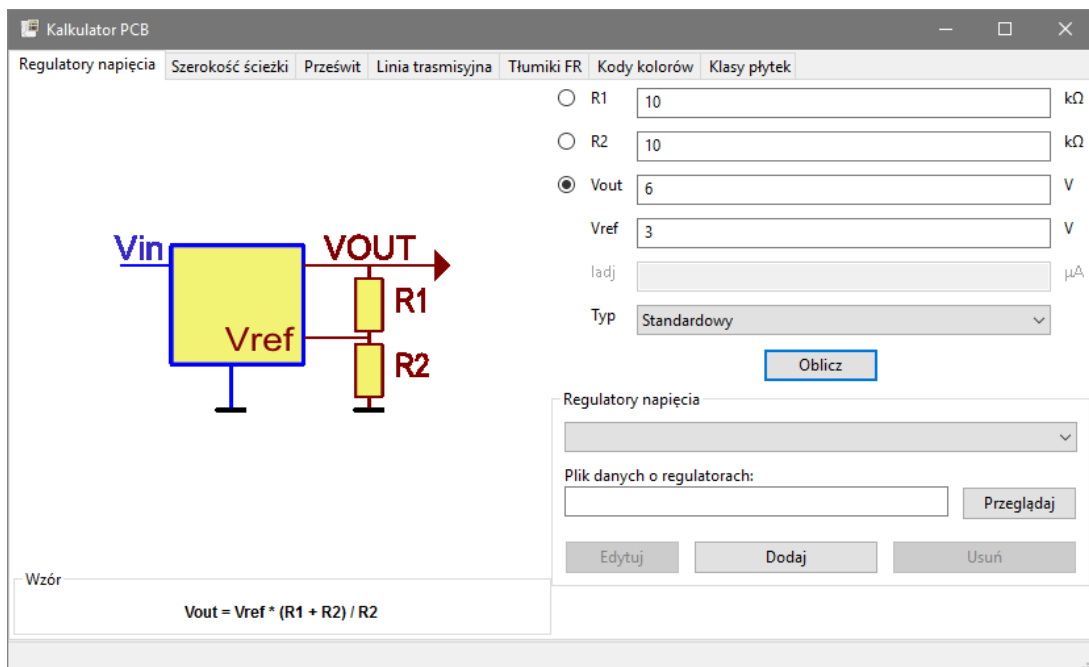 Kalkulator PCB
Regulatory napięcia Szerokość ścieżki Prześwit Linia trasmisyjna Tłumiki FR Kody kolorów Klasy płytek
R1 10 kΩ
R2 10 kΩ
Vout 6 V
Vref 3 V
Iadj µA
Typ Standardowy
Oblicz
Vin VOUT
R1
Vref
R2
Regulatory napięcia
Plik danych o regulatorach:
Przeglądaj
Edytuj Dodaj Usuń
Wzór
Vout = Vref * (R1 + R2) / R2